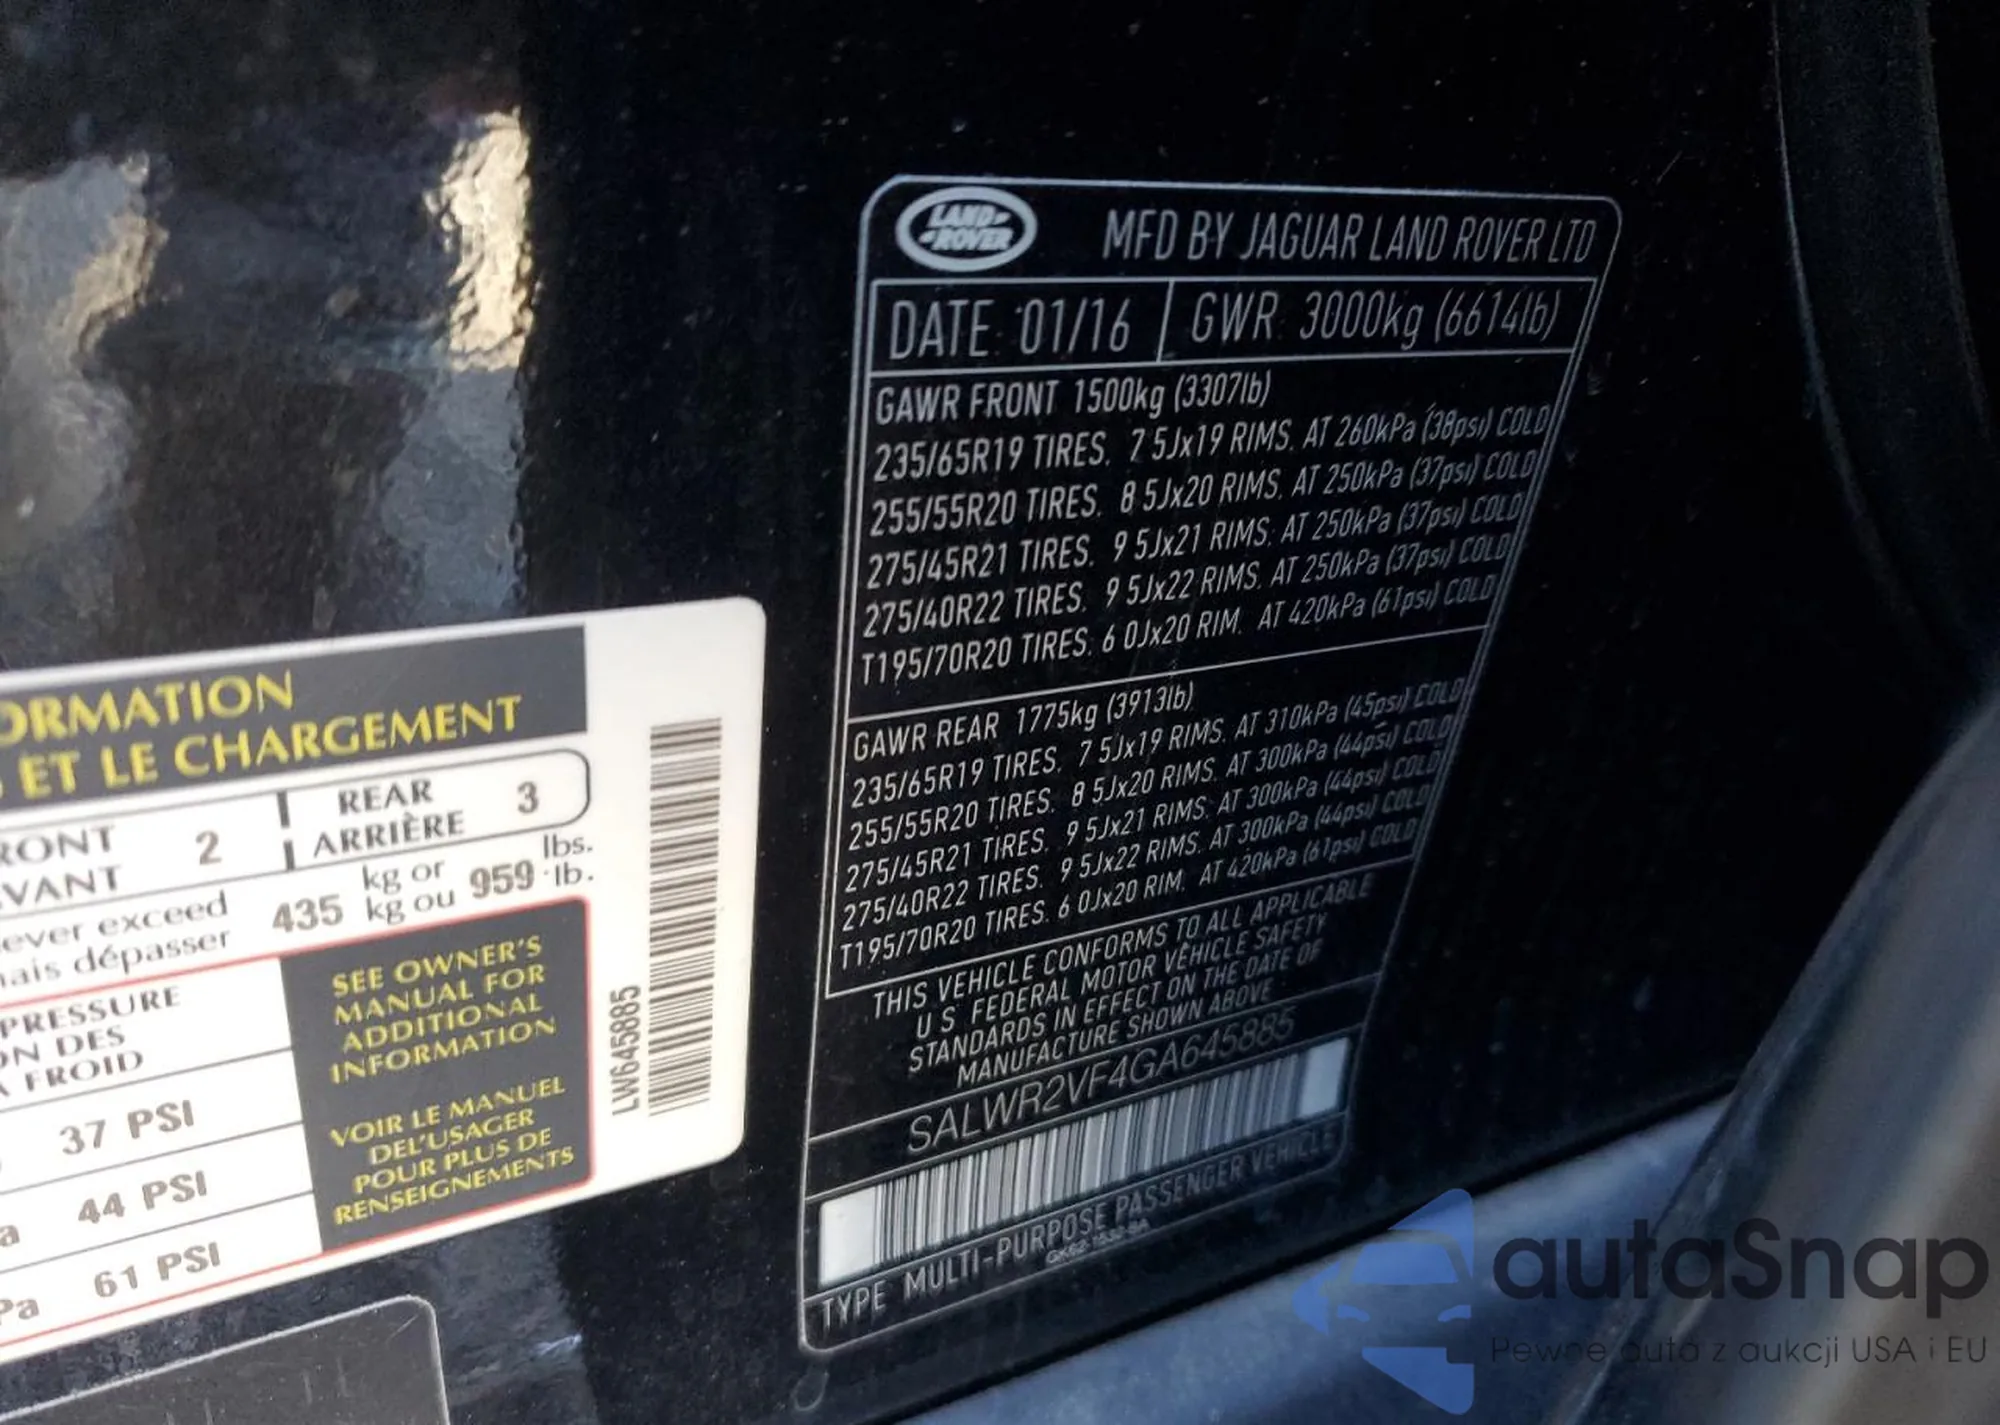 ORMATION
ET LE CHARGEMENT
RONT
VANT
2
REAR
ARRIÈRE
3
ever exceed
mais dépasser
435
kg or
kg ou
959
lbs.
lb.
PRESSURE
ON DES
A FROID
37 PSI
44 PSI
Pa
61 PSI
SEE OWNER'S
MANUAL FOR
ADDITIONAL
INFORMATION
VOIR LE MANUEL
DEL'USAGER
POUR PLUS DE
RENSEIGNEMENTS
LW645885
LAND-
-ROVER
MFD BY JAGUAR LAND ROVER LTD
DATE: 01/16 GWR 3000kg (6614lb)
GAWR FRONT 1500kg (3307lb)
235/65R19 TIRES. 7 5Jx19 RIMS. AT 260kPa (38psi) COLD
255/55R20 TIRES. 8 5Jx20 RIMS. AT 250kPa (37psi) COLD
275/45R21 TIRES. 9 5Jx21 RIMS. AT 250kPa (37psi) COLD
275/40R22 TIRES. 9 5Jx22 RIMS. AT 250kPa (37psi) COLD
T195/70R20 TIRES. 6 0Jx20 RIM. AT 420kPa (61psi) COLD
GAWR REAR 1775kg (3913lb)
235/65R19 TIRES. 7 5Jx19 RIMS. AT 310kPa (45psi) COLD
255/55R20 TIRES. 8 5Jx20 RIMS. AT 300kPa (44psi) COLD
275/45R21 TIRES. 9 5Jx21 RIMS. AT 300kPa (44psi) COLD
275/40R22 TIRES. 9 5Jx22 RIMS. AT 300kPa (44psi) COLD
T195/70R20 TIRES. 6 0Jx20 RIM. AT 420kPa (61psi) COLD
THIS VEHICLE CONFORMS TO ALL APPLICABLE
U S FEDERAL MOTOR VEHICLE SAFETY
STANDARDS IN EFFECT ON THE DATE OF
MANUFACTURE SHOWN ABOVE
SALWR2VF4GA645885
TYPE MULTI-PURPOSE PASSENGER VEHICLE
autaSnap
Pewne auta z aukcji USA i EU